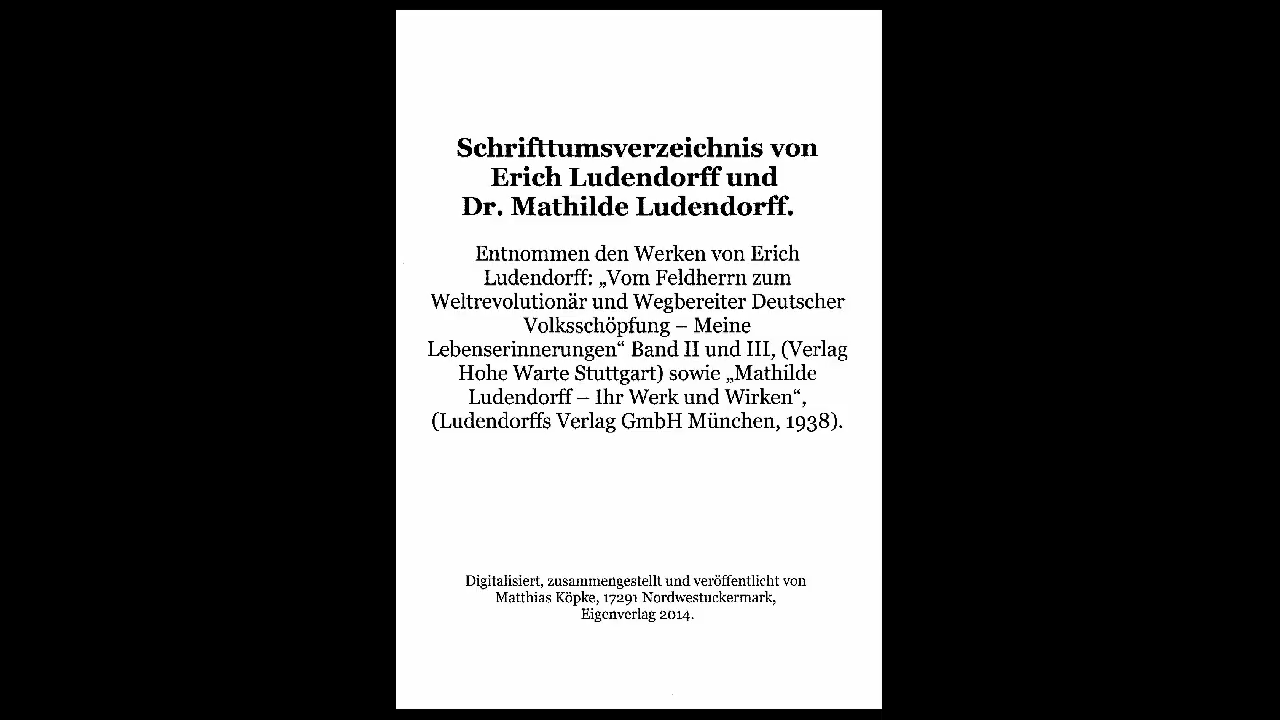 Schrifttumsverzeichnis von
Erich Ludendorff und
Dr. Mathilde Ludendorff.
Entnommen den Werken von Erich
Ludendorff: „Vom Feldherrn zum
Weltrevolutionär und Wegbereiter Deutscher
Volksschöpfung – Meine
Lebenserinnerungen“ Band II und III, (Verlag
Hohe Warte Stuttgart) sowie „Mathilde
Ludendorff – Ihr Werk und Wirken“,
(Ludendorffs Verlag GmbH München, 1938).
Digitalisiert, zusammengestellt und veröffentlicht von
Matthias Köpke, 17291 Nordwestuckermark,
Eigenverlag 2014.